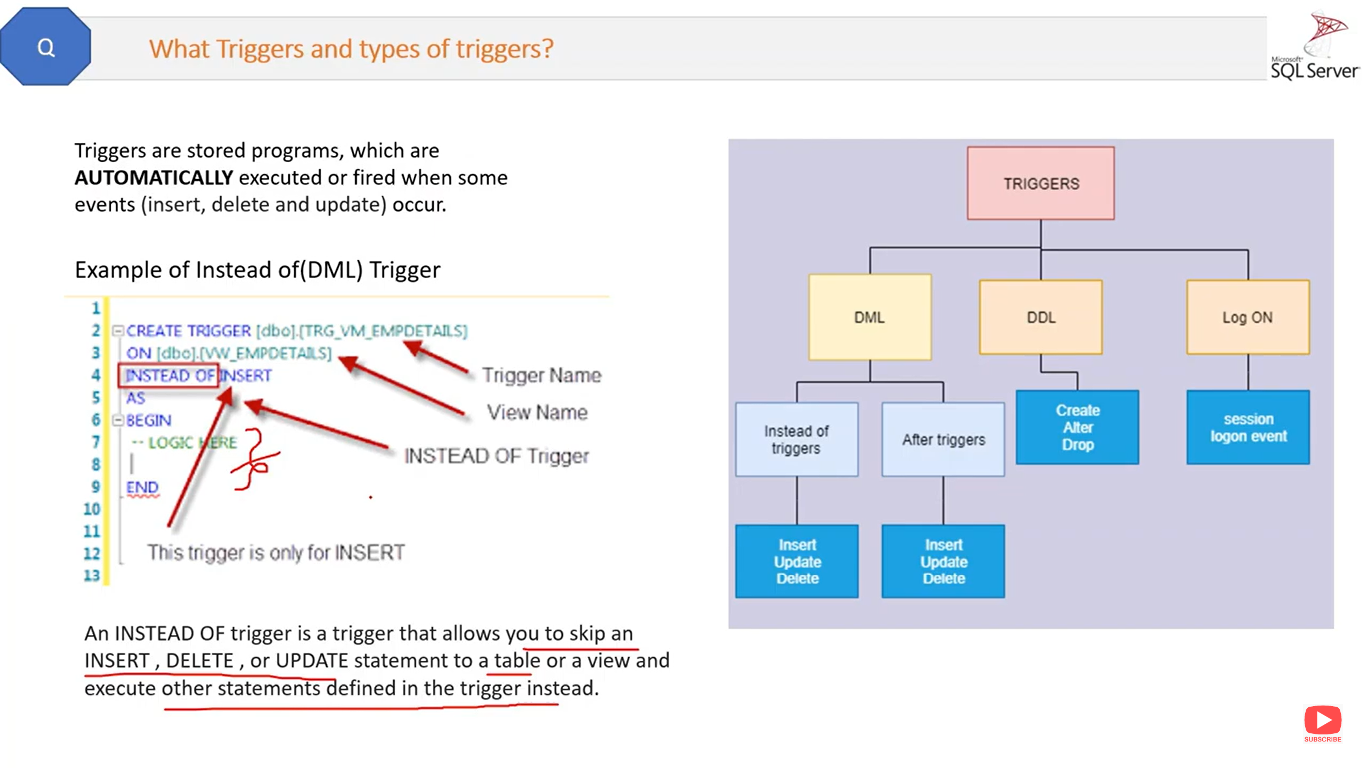 Q
What Triggers and types of triggers?
Microsoft®
SQL Server
Triggers are stored programs, which are
AUTOMATICALLY executed or fired when some
events (insert, delete and update) occur.
Example of Instead of(DML) Trigger
1
2 CREATE TRIGGER [dbo].[TRG_VM_EMPDETAILS]
3 ON [dbo].[VW_EMPDETAILS]
4 INSTEAD OF INSERT
5 AS
6 BEGIN
7 -- LOGIC HERE
8
9 END
10
11
12
13
Trigger Name
View Name
INSTEAD OF Trigger
This trigger is only for INSERT
An INSTEAD OF trigger is a trigger that allows you to skip an
INSERT , DELETE , or UPDATE statement to a table or a view and
execute other statements defined in the trigger instead.
TRIGGERS
DML
DDL
Log ON
Instead of
triggers
After triggers
Create
Alter
Drop
session
logon event
Insert
Update
Delete
Insert
Update
Delete
SUBSCRIBE